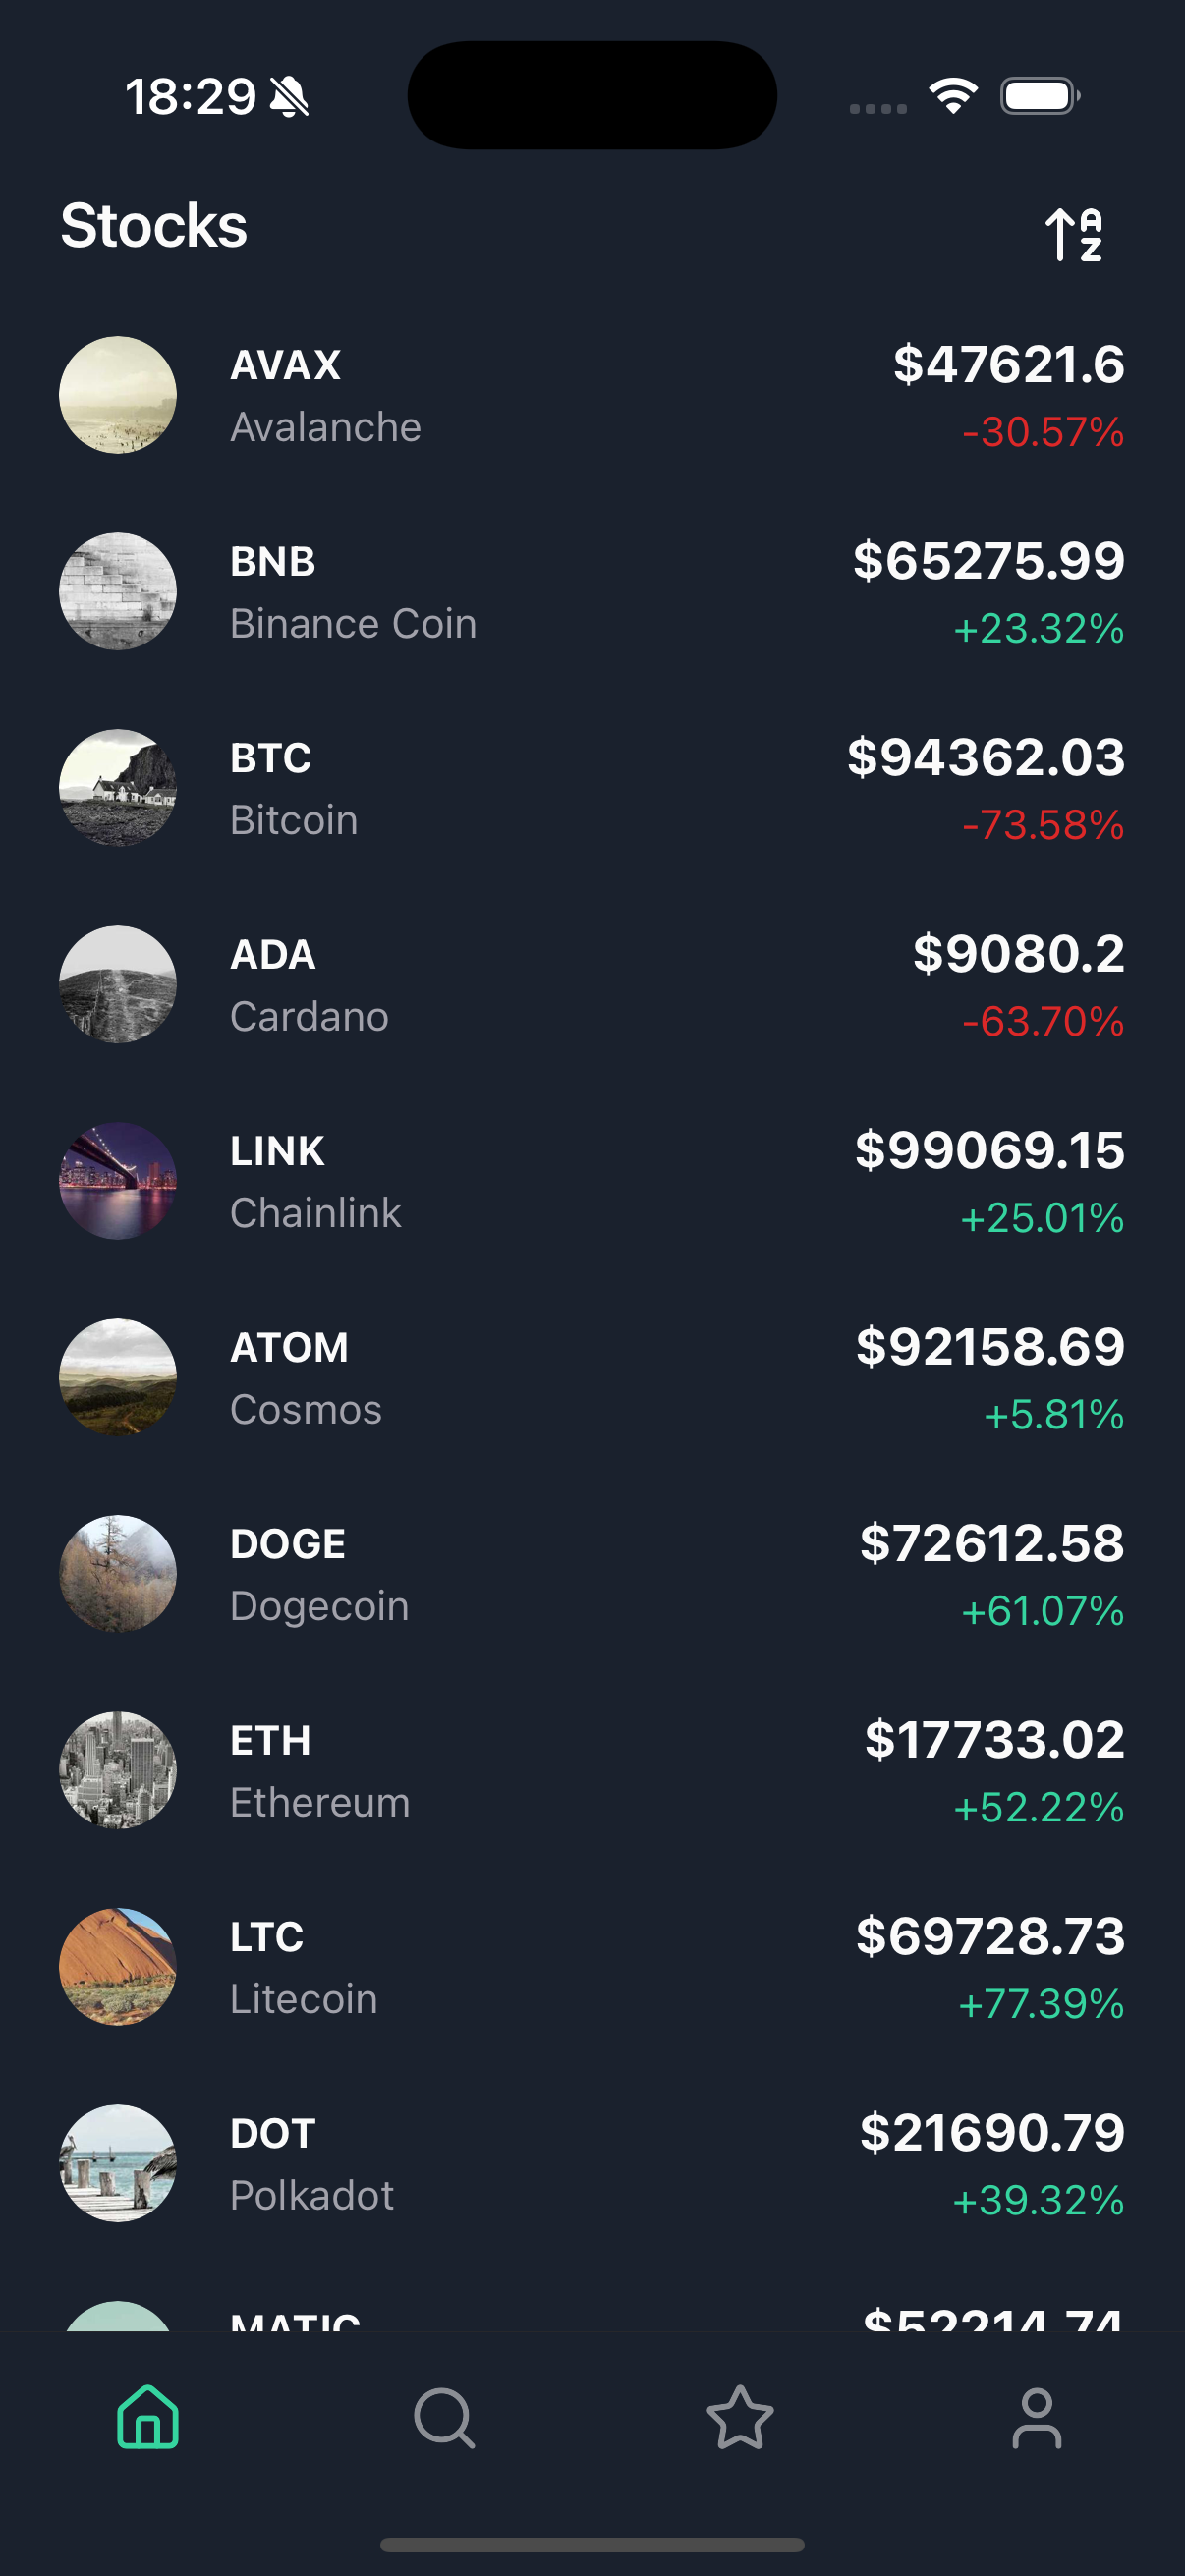 18:29
Stocks
A
Z
AVAX
$47621.6
Avalanche
-30.57%
BNB
$65275.99
Binance Coin
+23.32%
BTC
$94362.03
Bitcoin
-73.58%
ADA
$9080.2
Cardano
-63.70%
LINK
$99069.15
Chainlink
+25.01%
ATOM
$92158.69
Cosmos
+5.81%
DOGE
$72612.58
Dogecoin
+61.07%
ETH
$17733.02
Ethereum
+52.22%
LTC
$69728.73
Litecoin
+77.39%
DOT
$21690.79
Polkadot
+39.32%
MATIC
$52214.74